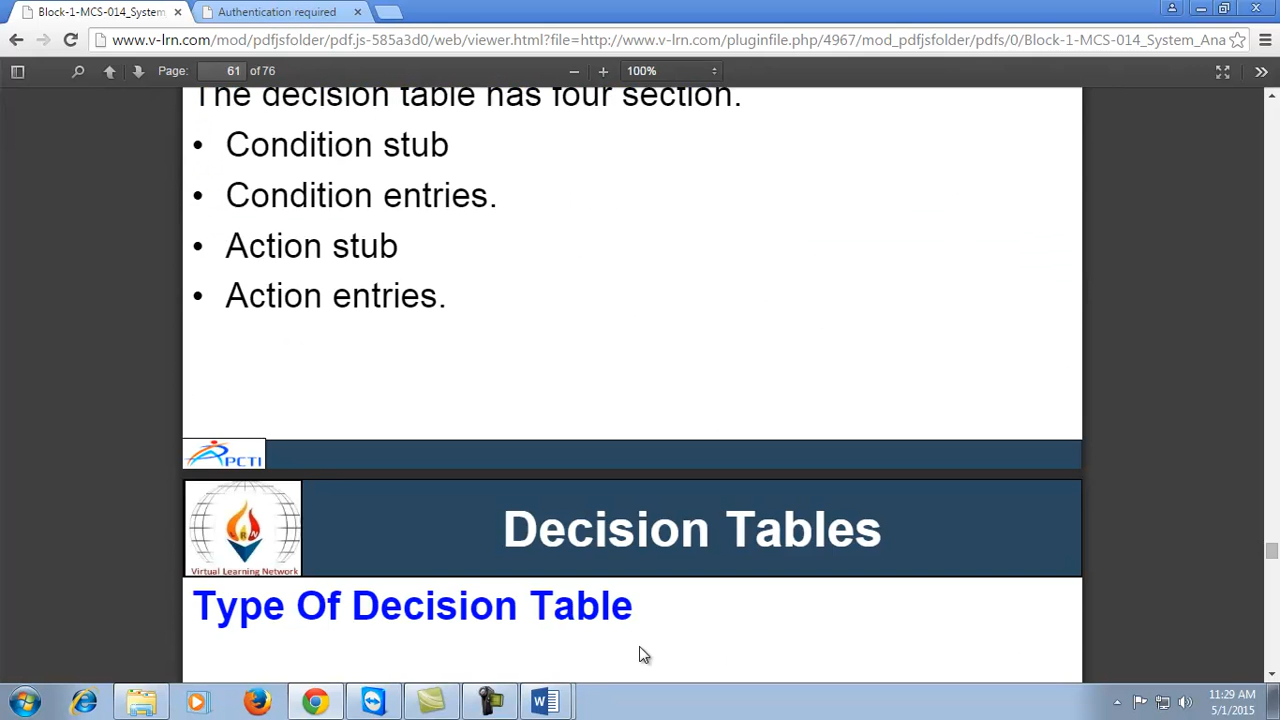 Block-1-MCS-014_System
Authentication required
www.v-lrn.com/mod/pdfjsfolder/pdf.js-585a3d0/web/viewer.html?file=http://www.v-lrn.com/pluginfile.php/4967/mod_pdfjsfolder/pdfs/0/Block-1-MCS-014_System_Ana
Page: 61 of 76
100%
The decision table has four section.
• Condition stub
• Condition entries.
• Action stub
• Action entries.
PCTI
Decision Tables
Virtual Learning Network
Type Of Decision Table
11:29 AM
5/1/2015